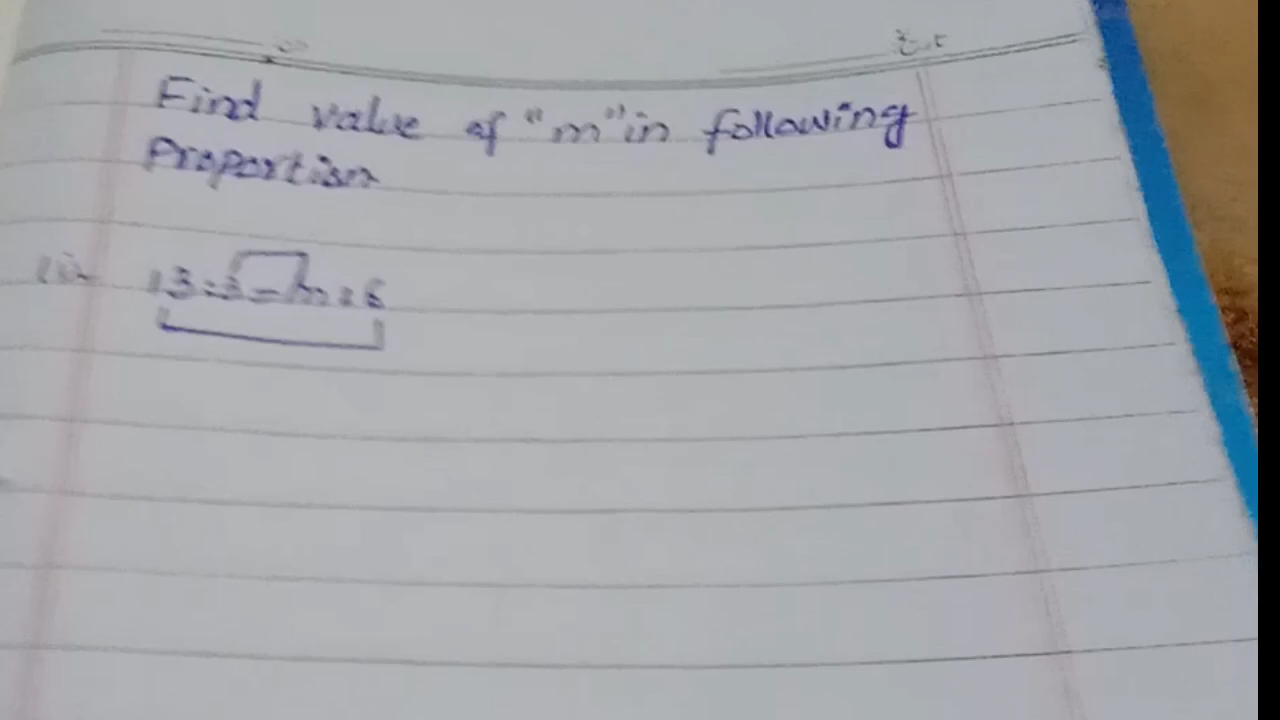 Find value of "m" in following
Proportion
13:3=m:6